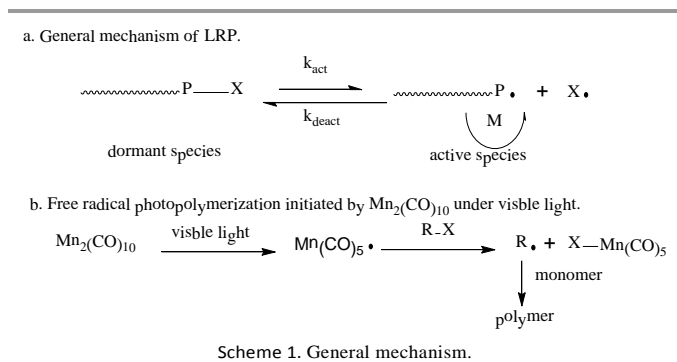 a. General mechanism of LRP.
k_act
P—X P• + X•
k_deact
M
dormant species active species
b. Free radical photopolymerization initiated by Mn₂(CO)₁₀ under visble light.
Mn₂(CO)₁₀ visble light Mn(CO)₅• R-X R• + X—Mn(CO)₅
monomer
polymer
Scheme 1. General mechanism.